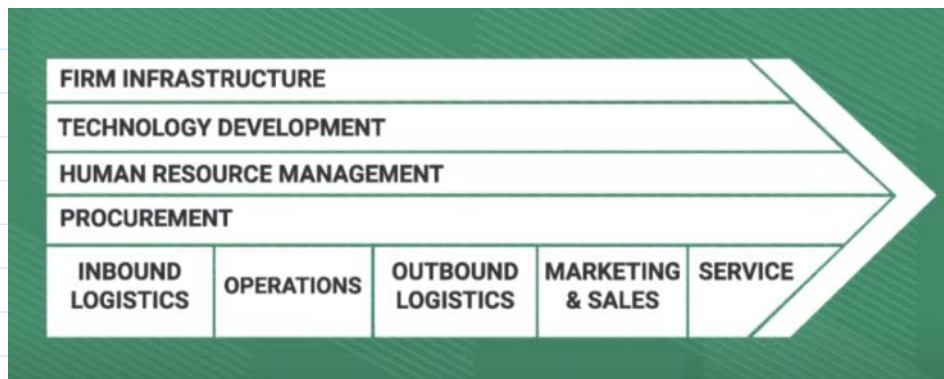 FIRM INFRASTRUCTURE
TECHNOLOGY DEVELOPMENT
HUMAN RESOURCE MANAGEMENT
PROCUREMENT
INBOUND
LOGISTICS
OPERATIONS
OUTBOUND
LOGISTICS
MARKETING
& SALES
SERVICE